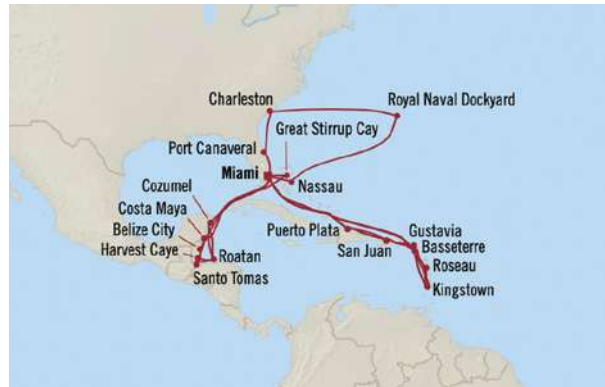 Charleston
Royal Naval Dockyard
Great Stirrup Cay
Port Canaveral
Miami
Nassau
Cozumel
Costa Maya
Belize City
Harvest Caye
Roatan
Santo Tomas
Puerto Plata
San Juan
Gustavia
Basseterre
Roseau
Kingstown